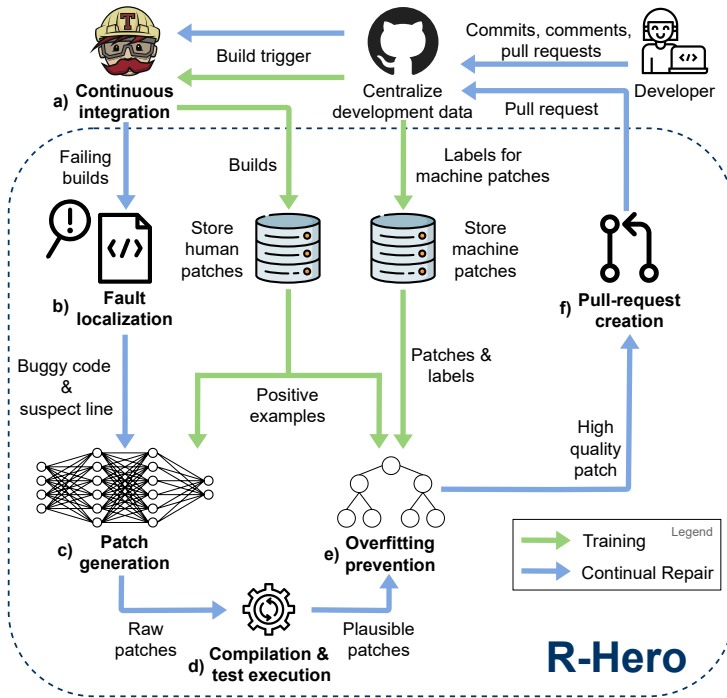 T
Build trigger
Commits, comments,
pull requests
</>
Developer
a) Continuous
integration
Centralize
development data
Pull request
Failing
builds
Builds
Labels for
machine patches
</>
Store
human
patches
Store
machine
patches
b) Fault
localization
f) Pull-request
creation
Buggy code
&
suspect line
Positive
examples
Patches &
labels
High
quality
patch
c) Patch
generation
e) Overfitting
prevention
Legend
Training
Continual Repair
Raw
patches
d) Compilation &
test execution
Plausible
patches
R-Hero